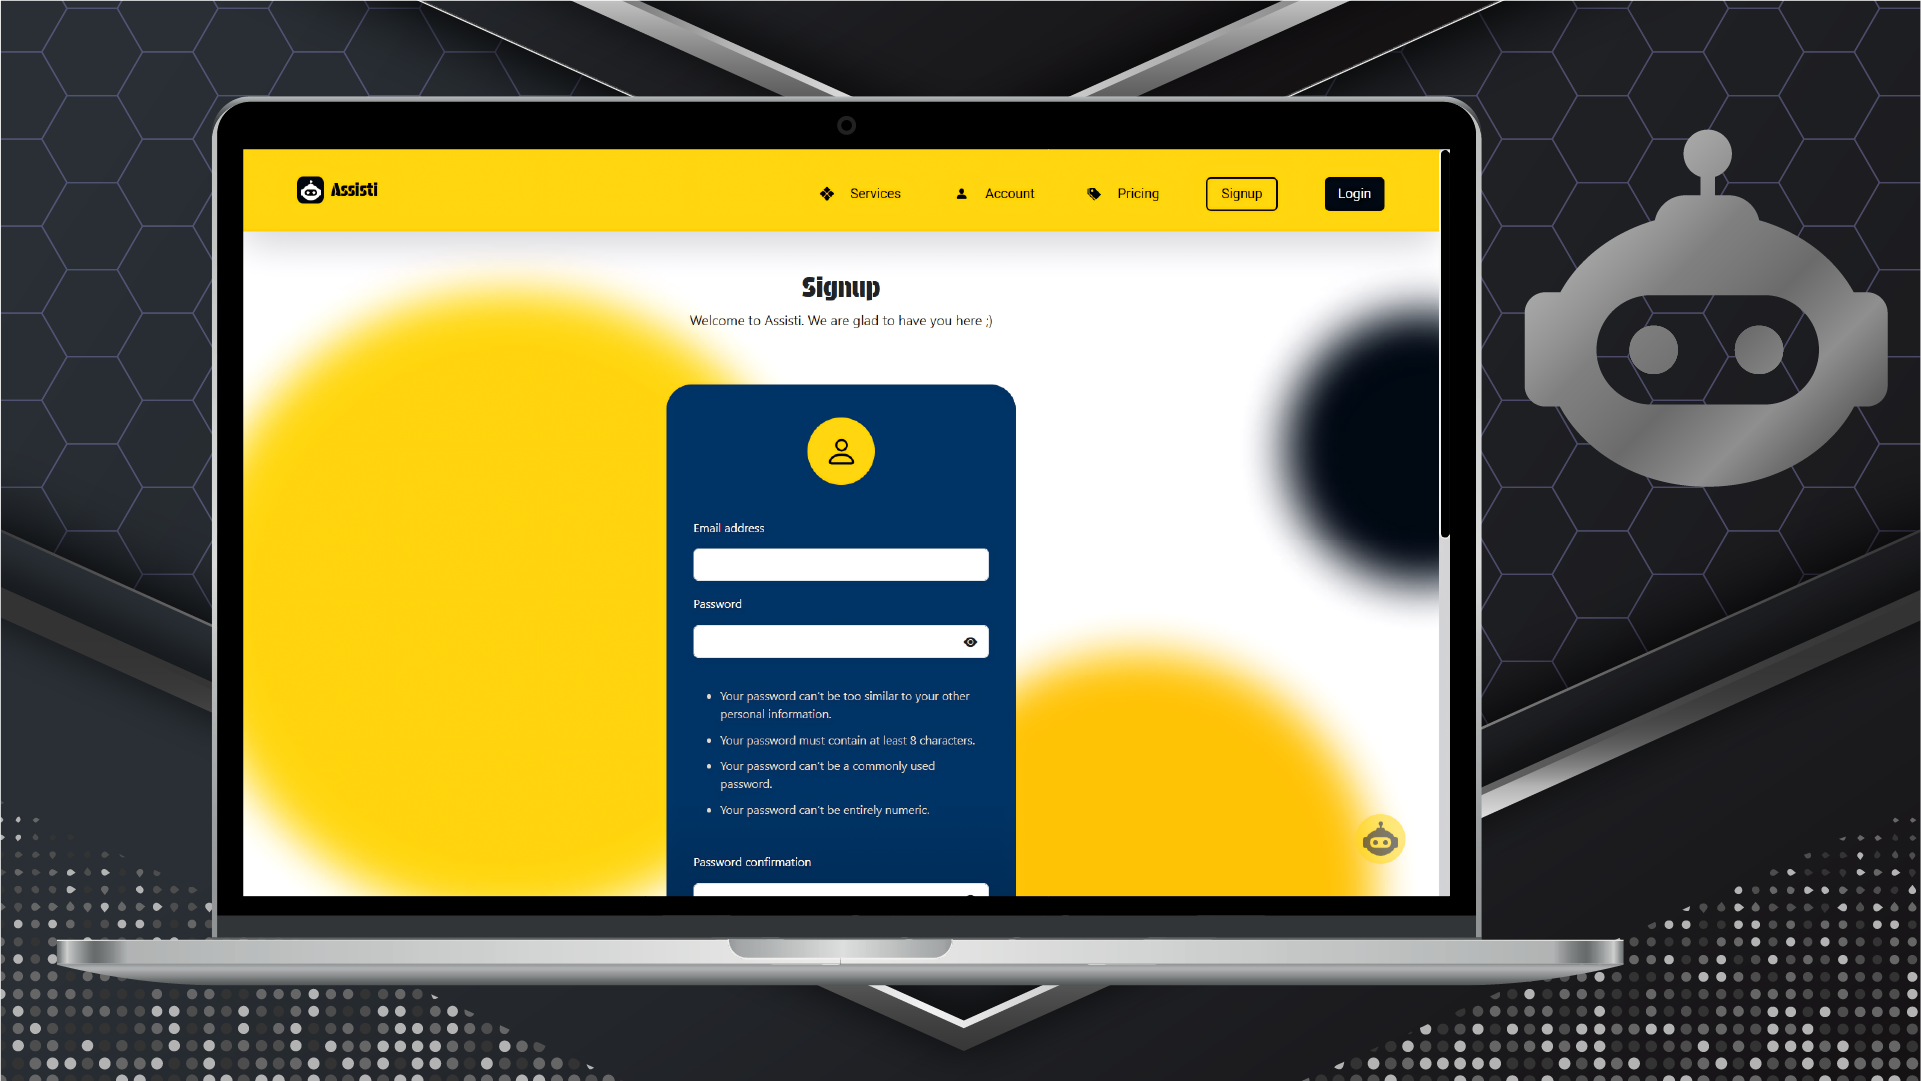 Assisti
Services
Account
Pricing
Signup
Login
Signup
Welcome to Assisti. We are glad to have you here ;)
Email address
Password
Your password can't be too similar to your other
personal information.
Your password must contain at least 8 characters.
Your password can't be a commonly used
password.
Your password can't be entirely numeric.
Password confirmation